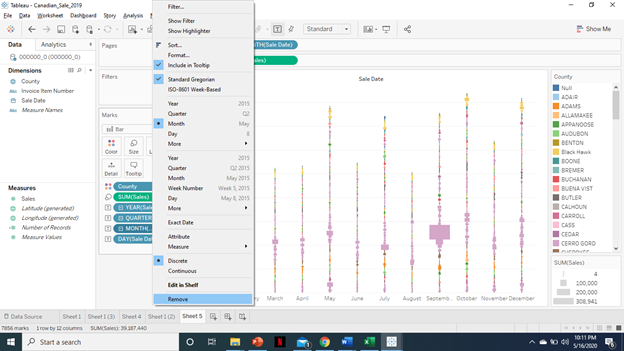 Tableau - Canadian_Sale_2019
File Data Worksheet Dashboard Story Analysis
Standard
Show Me
Data
Analytics
Pages
000000_0 (000000_0)
Dimensions
County
Invoice Item Number
Sale Date
Measure Names
Filters
Marks
Bar
Color
Size
Detail
Tooltip
County
SUM(Sales)
YEAR(Sale
QUARTER
MONTH(
DAY(Sale Date
Measures
Sales
Latitude (generated)
Longitude (generated)
Number of Records
Measure Values
Filter...
Show Filter
Show Highlighter
Sort...
Format...
Include in Tooltip
Standard Gregorian
ISO-8601 Week-Based
Year 2015
Quarter Q2
Month May
Day 8
More
Year 2015
Quarter Q2 2015
Month May 2015
Week Number Week 5, 2015
Day May 8, 2015
More
Exact Date
Attribute
Measure
Discrete
Continuous
Edit in Shelf
Remove
TH(Sale Date)
les)
Sale Date
March April May June July August Septemb.. October November December
County
Null
ADAIR
ADAMS
ALLAMAKEE
APPANOOSE
AUDUBON
BENTON
Black Hawk
BOONE
BREMER
BUCHANAN
BUENA VIST
BUTLER
CALHOUN
CARROLL
CASS
CEDAR
CERRO GORD
CHEROKEE
SUM(Sales)
4
100,000
200,000
308,941
Data Source
Sheet 1
Sheet 1 (3)
Sheet 4
Sheet 1 (2)
Sheet 5
7856 marks 1 row by 12 columns SUM(Sales): 39,187,440
Start a search
10:11 PM
5/16/2020